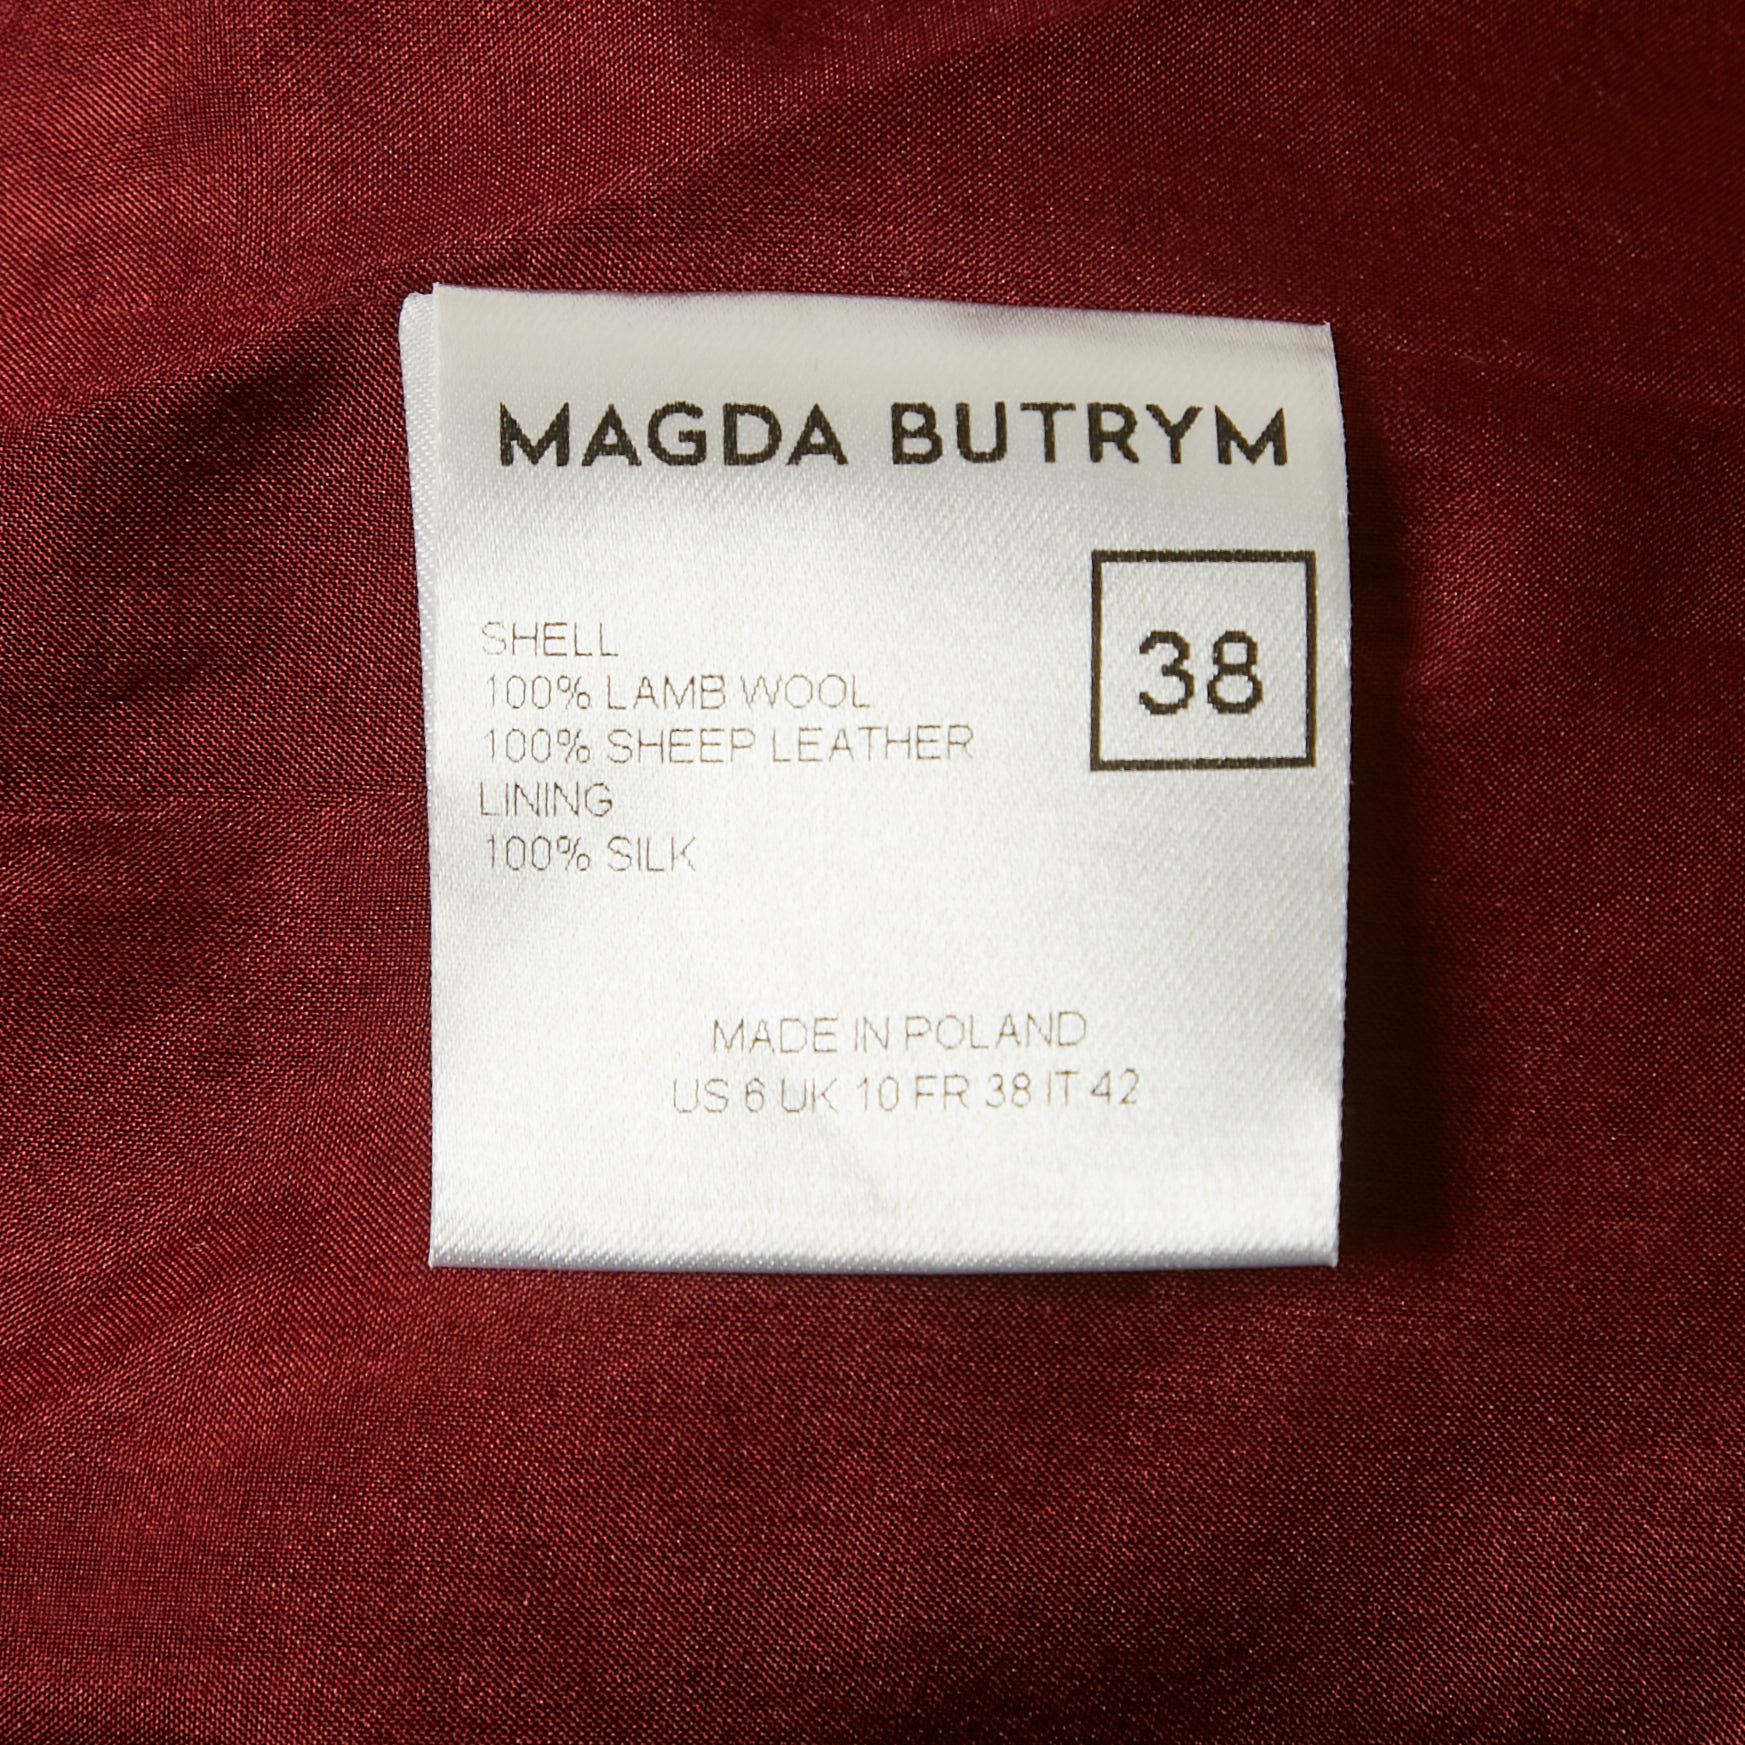 MAGDA BUTRYM
38
SHELL
100% LAMB WOOL
100% SHEEP LEATHER
LINING
100% SILK
MADE IN POLAND
US 6 UK 10 FR 38 IT 42